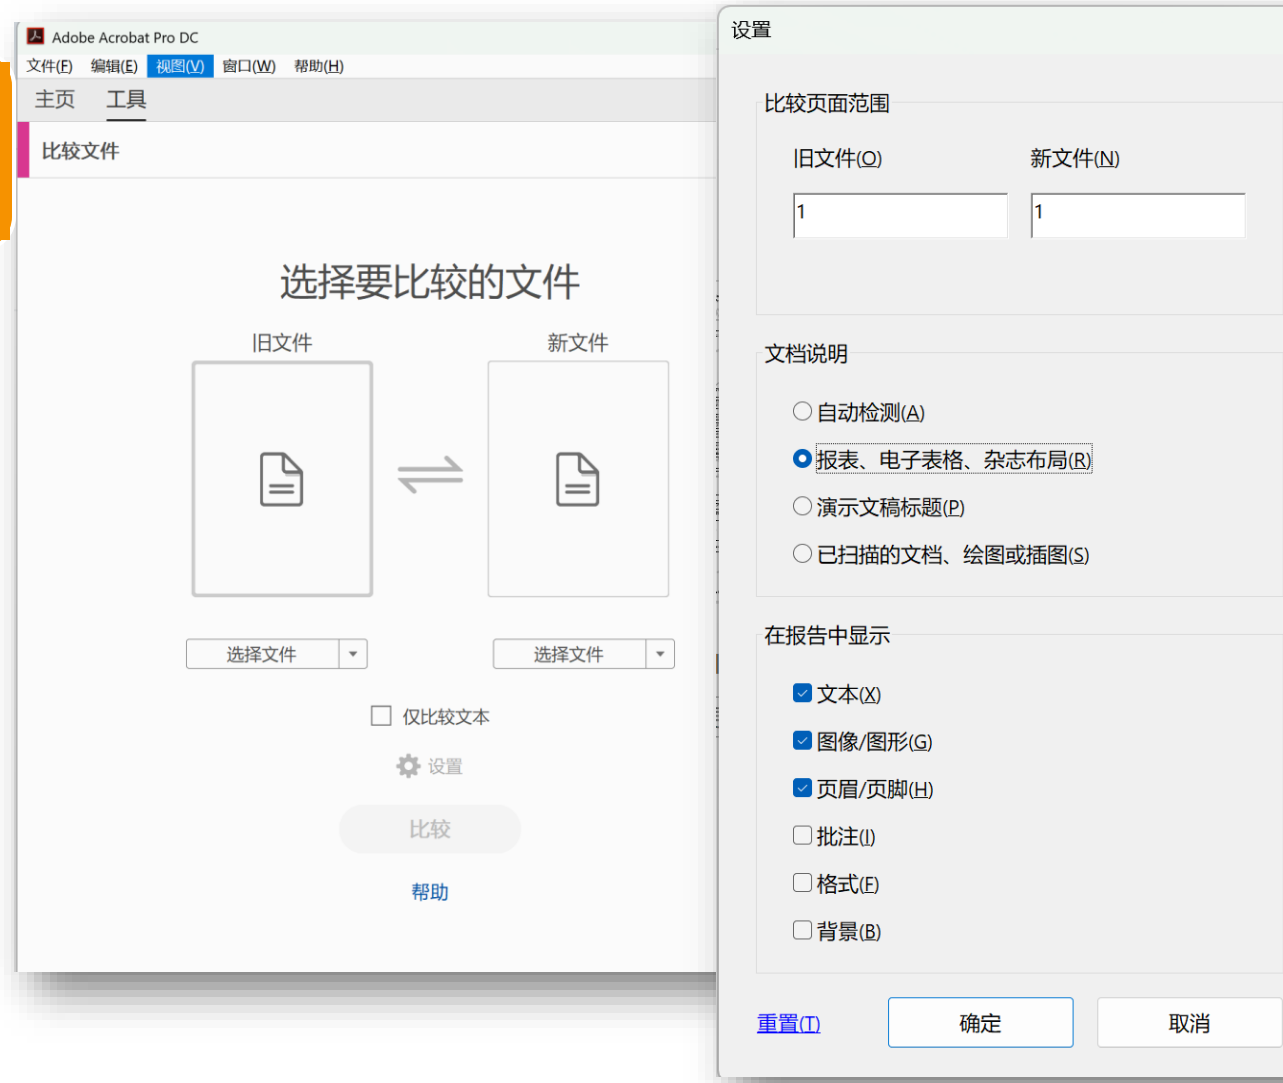 Adobe Acrobat Pro DC
文件(F) 编辑(E) 视图(V) 窗口(W) 帮助(H)
主页 工具
比较文件
选择要比较的文件
旧文件 新文件
选择文件 选择文件
仅比较文本
设置
比较
帮助
设置
比较页面范围
旧文件(O) 新文件(N)
1 1
文档说明
自动检测(A)
报表、电子表格、杂志布局(R)
演示文稿标题(P)
已扫描的文档、绘图或插图(S)
在报告中显示
文本(X)
图像/图形(G)
页眉/页脚(H)
批注(I)
格式(F)
背景(B)
重置(T) 确定 取消